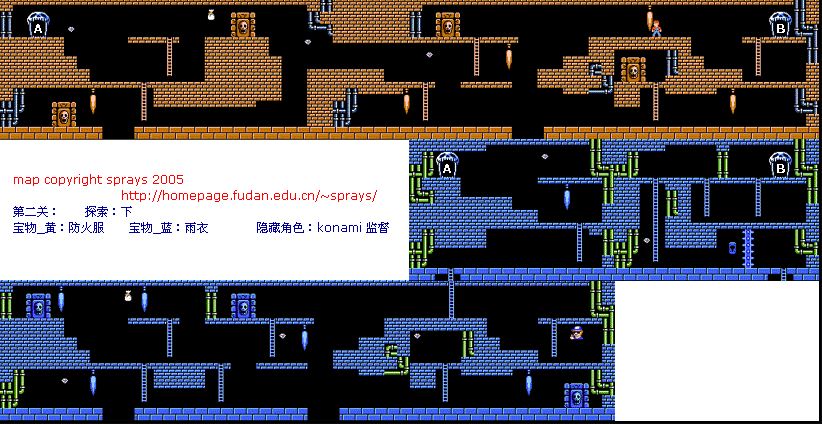 A
B
map copyright sprays 2005
http://homepage.fudan.edu.cn/~sprays/
第二关： 探索：下
宝物_黄：防火服 宝物_蓝：雨衣 隐藏角色：konami 监督
A
B